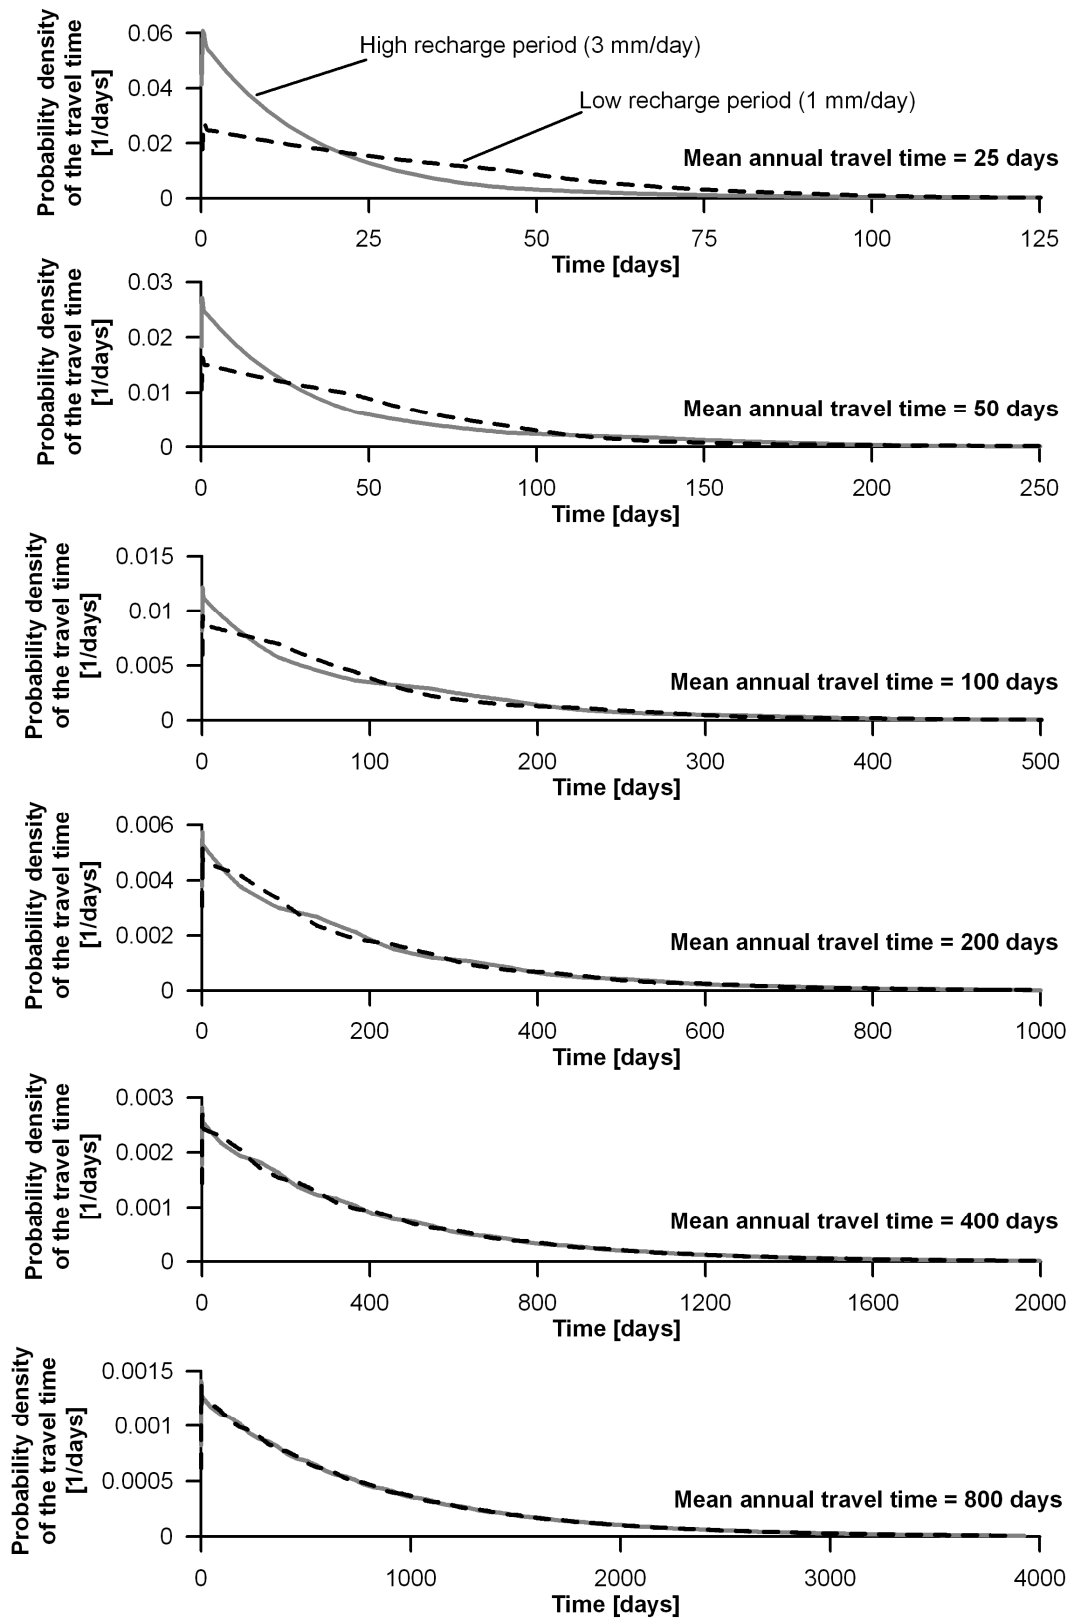 Probability density
of the travel time
[1/days]
0.06
0.04
0.02
0
High recharge period (3 mm/day)
Low recharge period (1 mm/day)
Mean annual travel time = 25 days
0 25 50 75 100 125
Time [days]
Probability density
of the travel time
[1/days]
0.03
0.02
0.01
0
Mean annual travel time = 50 days
0 50 100 150 200 250
Time [days]
Probability density
of the travel time
[1/days]
0.015
0.01
0.005
0
Mean annual travel time = 100 days
0 100 200 300 400 500
Time [days]
Probability density
of the travel time
[1/days]
0.006
0.004
0.002
0
Mean annual travel time = 200 days
0 200 400 600 800 1000
Time [days]
Probability density
of the travel time
[1/days]
0.003
0.002
0.001
0
Mean annual travel time = 400 days
0 400 800 1200 1600 2000
Time [days]
Probability density
of the travel time
[1/days]
0.0015
0.001
0.0005
0
Mean annual travel time = 800 days
0 1000 2000 3000 4000
Time [days]